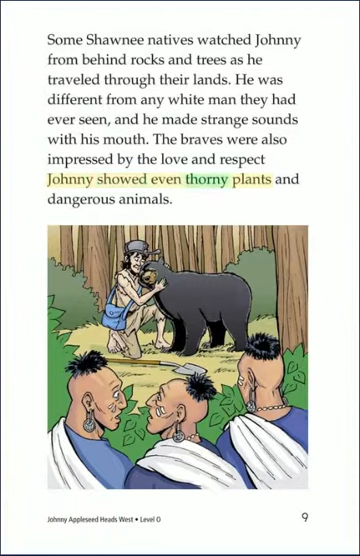 Some Shawnee natives watched Johnny
from behind rocks and trees as he
traveled through their lands. He was
different from any white man they had
ever seen, and he made strange sounds
with his mouth. The braves were also
impressed by the love and respect
Johnny showed even thorny plants and
dangerous animals.
Johnny Appleseed Heads West • Level O
9